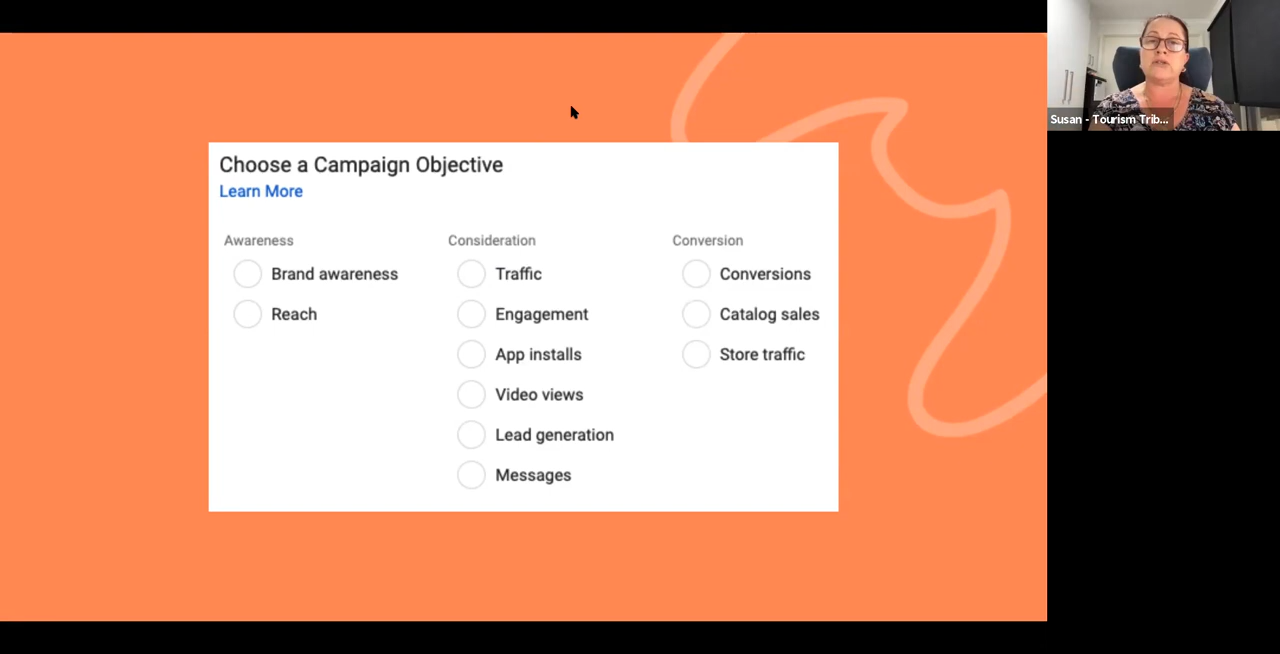 Choose a Campaign Objective
Learn More
Awareness
Brand awareness
Reach
Consideration
Traffic
Engagement
App installs
Video views
Lead generation
Messages
Conversion
Conversions
Catalog sales
Store traffic
Susan - Tourism Trib...